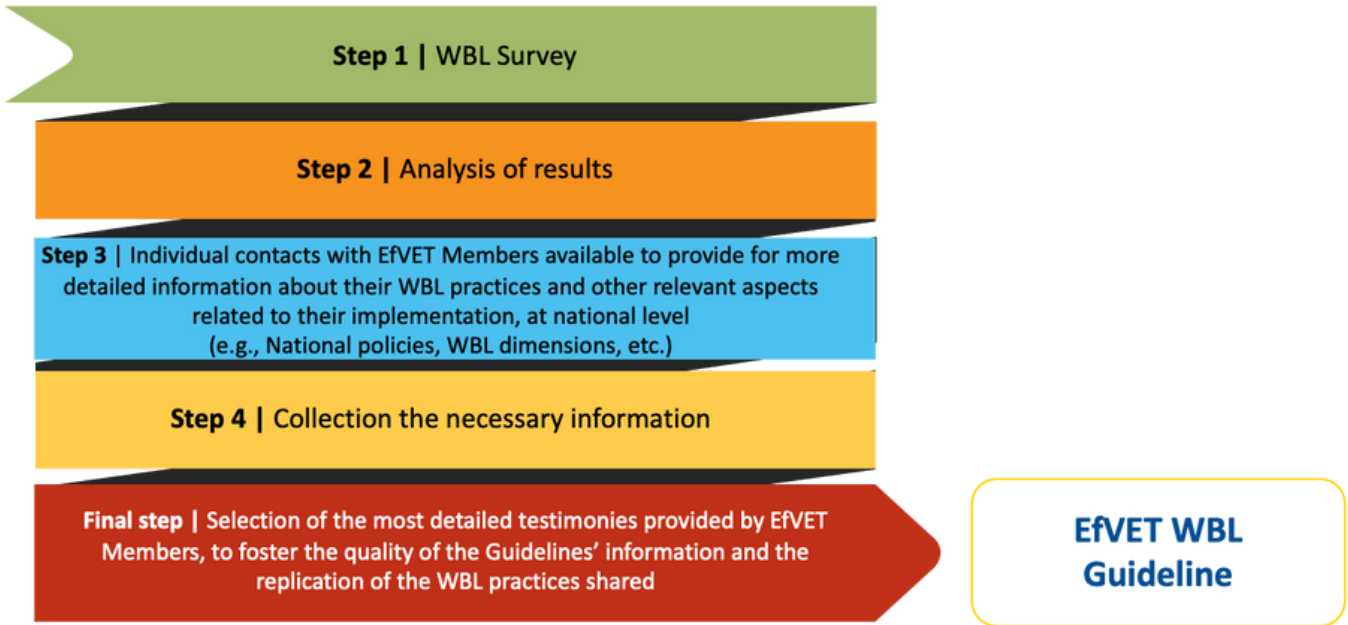 Step 1 | WBL Survey
Step 2 | Analysis of results
Step 3 | Individual contacts with EfVET Members available to provide for more
detailed information about their WBL practices and other relevant aspects
related to their implementation, at national level
(e.g., National policies, WBL dimensions, etc.)
Step 4 | Collection the necessary information
Final step | Selection of the most detailed testimonies provided by EfVET
Members, to foster the quality of the Guidelines' information and the
replication of the WBL practices shared
EfVET WBL
Guideline